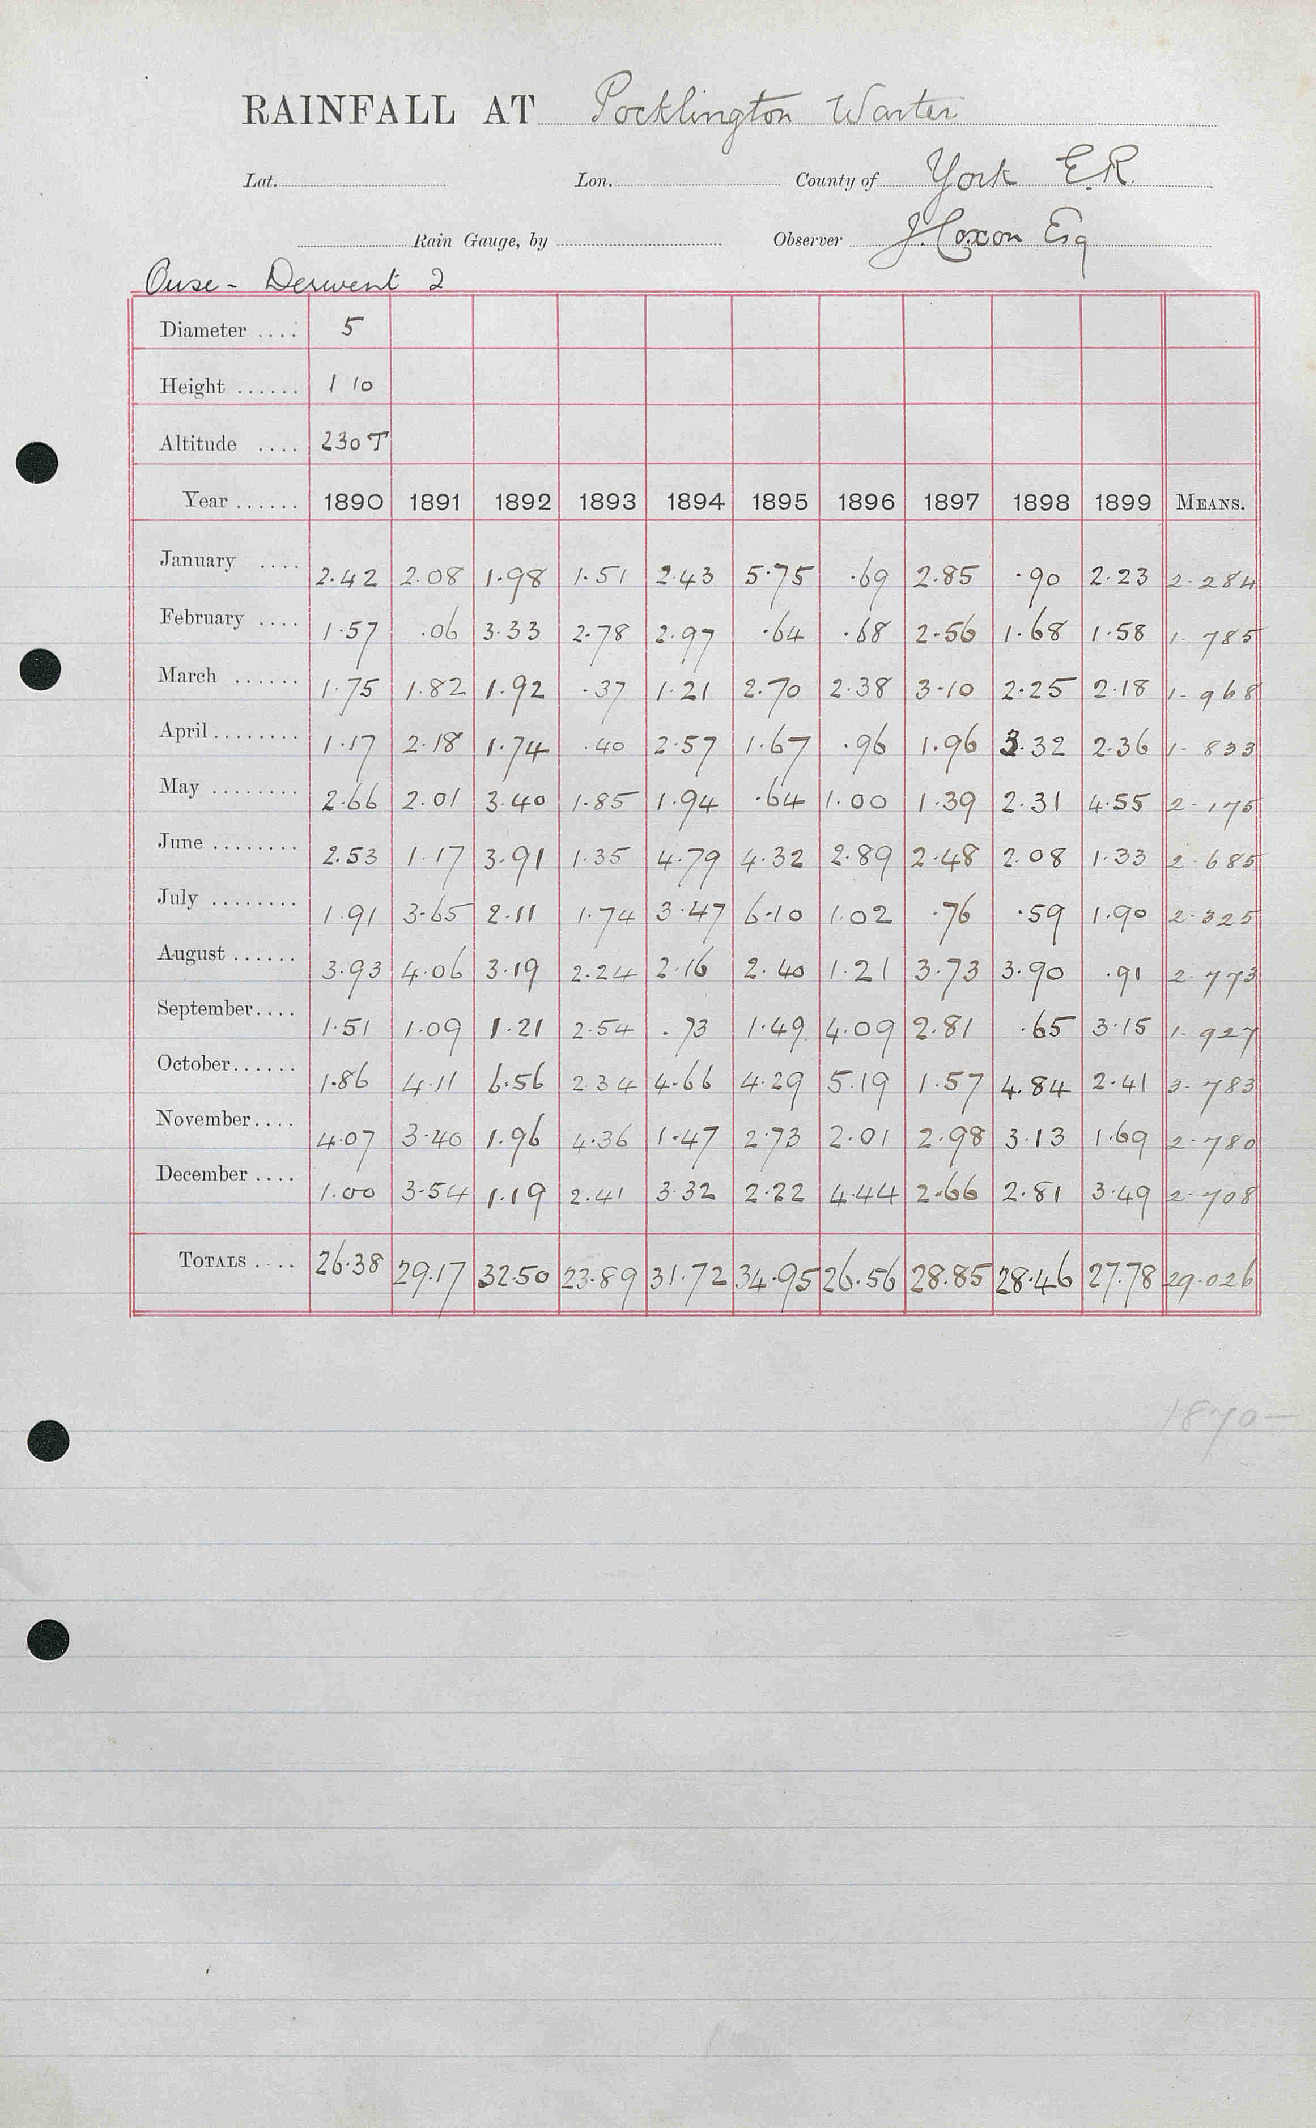 RAINFALL AT Pocklington Warter
Lat. Lon. County of York E.R.
Rain Gauge, by Observer J. Coxon Esq
Ouse - Derwent 2
Diameter .... 5
Height ...... 1 10
Altitude .... 230 T
Year ...... 1890 1891 1892 1893 1894 1895 1896 1897 1898 1899 MEANS.
January .... 2.42 2.08 1.98 1.51 2.43 5.75 .69 2.85 .90 2.23 2.284
February .... 1.57 .06 3.33 2.78 2.97 .64 .68 2.56 1.68 1.58 1.785
March ...... 1.75 1.82 1.92 .37 1.21 2.70 2.38 3.10 2.25 2.18 1.968
April ........ 1.17 2.18 1.74 .40 2.57 1.67 .96 1.96 3.32 2.36 1.833
May ........ 2.66 2.01 3.40 1.85 1.94 .64 1.00 1.39 2.31 4.55 2.175
June ........ 2.53 1.17 3.91 1.35 4.79 4.32 2.89 2.48 2.08 1.33 2.685
July ........ 1.91 3.65 2.11 1.74 3.47 6.10 1.02 .76 .59 1.90 2.325
August ...... 3.93 4.06 3.19 2.24 2.16 2.40 1.21 3.73 3.90 .91 2.773
September.... 1.51 1.09 1.21 2.54 .73 1.49 4.09 2.81 .65 3.15 1.927
October...... 1.86 4.11 6.56 2.34 4.66 4.29 5.19 1.57 4.84 2.41 3.783
November.... 4.07 3.40 1.96 4.36 1.47 2.73 2.01 2.98 3.13 1.69 2.780
December .... 1.00 3.54 1.19 2.41 3.32 2.22 4.44 2.66 2.81 3.49 2.708
TOTALS .... 26.38 29.17 32.50 23.89 31.72 34.95 26.56 28.85 28.46 27.78 29.026
1870-